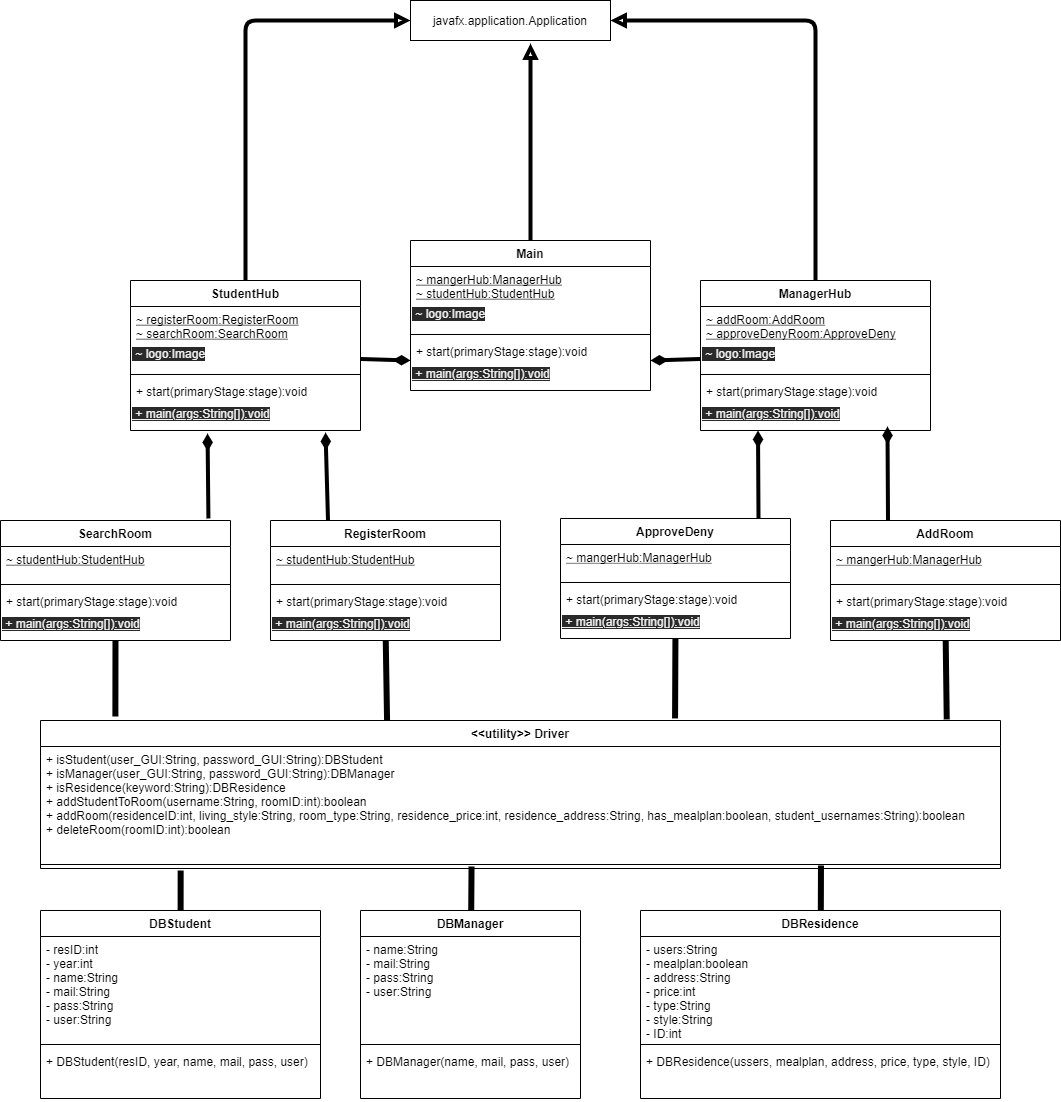 javafx.application.Application
Main
~ mangerHub:ManagerHub
~ studentHub:StudentHub
~ logo:Image
+ start(primaryStage:stage):void
+ main(args:String[]):void
StudentHub
~ registerRoom:RegisterRoom
~ searchRoom:SearchRoom
~ logo:Image
+ start(primaryStage:stage):void
+ main(args:String[]):void
ManagerHub
~ addRoom:AddRoom
~ approveDenyRoom:ApproveDeny
~ logo:Image
+ start(primaryStage:stage):void
+ main(args:String[]):void
SearchRoom
~ studentHub:StudentHub
+ start(primaryStage:stage):void
+ main(args:String[]):void
RegisterRoom
~ studentHub:StudentHub
+ start(primaryStage:stage):void
+ main(args:String[]):void
ApproveDeny
~ mangerHub:ManagerHub
+ start(primaryStage:stage):void
+ main(args:String[]):void
AddRoom
~ mangerHub:ManagerHub
+ start(primaryStage:stage):void
+ main(args:String[]):void
<<utility>> Driver
+ isStudent(user_GUI:String, password_GUI:String):DBStudent
+ isManager(user_GUI:String, password_GUI:String):DBManager
+ isResidence(keyword:String):DBResidence
+ addStudentToRoom(username:String, roomID:int):boolean
+ addRoom(residenceID:int, living_style:String, room_type:String, residence_price:int, residence_address:String, has_mealplan:boolean, student_usernames:String):boolean
+ deleteRoom(roomID:int):boolean
DBStudent
- resID:int
- year:int
- name:String
- mail:String
- pass:String
- user:String
+ DBStudent(resID, year, name, mail, pass, user)
DBManager
- name:String
- mail:String
- pass:String
- user:String
+ DBManager(name, mail, pass, user)
DBResidence
- users:String
- mealplan:boolean
- address:String
- price:int
- type:String
- style:String
- ID:int
+ DBResidence(ussers, mealplan, address, price, type, style, ID)